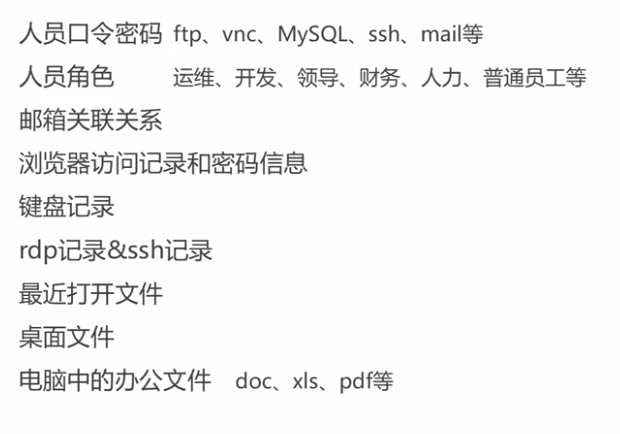 人员口令密码 ftp、vnc、MySQL、ssh、mail等
人员角色 运维、开发、领导、财务、人力、普通员工等
邮箱关联关系
浏览器访问记录和密码信息
键盘记录
rdp记录&ssh记录
最近打开文件
桌面文件
电脑中的办公文件 doc、xls、pdf等